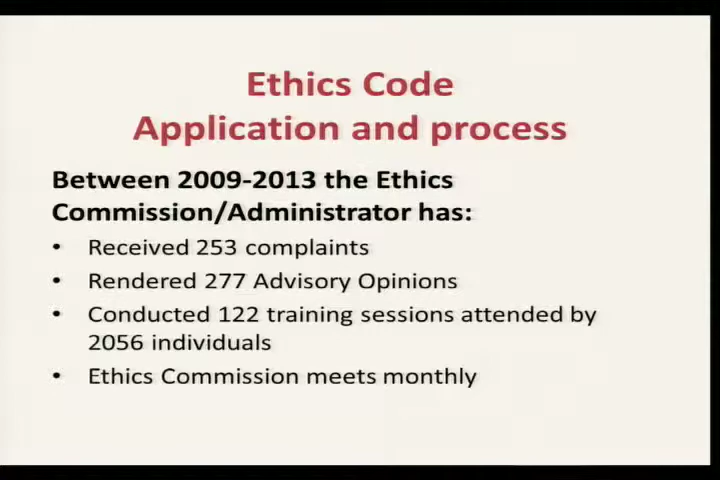 Ethics Code
Application and process
Between 2009-2013 the Ethics
Commission/Administrator has:
• Received 253 complaints
• Rendered 277 Advisory Opinions
• Conducted 122 training sessions attended by
2056 individuals
• Ethics Commission meets monthly